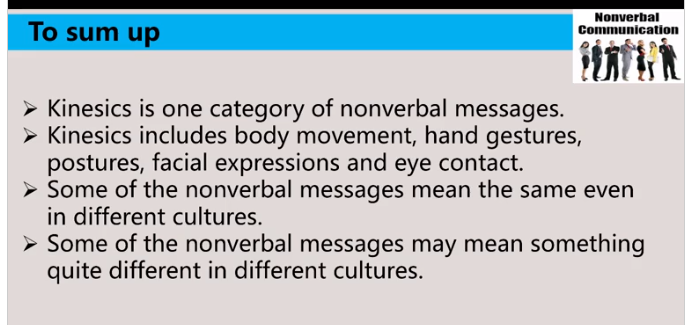 To sum up
Nonverbal
Communication
➢ Kinesics is one category of nonverbal messages.
➢ Kinesics includes body movement, hand gestures,
postures, facial expressions and eye contact.
➢ Some of the nonverbal messages mean the same even
in different cultures.
➢ Some of the nonverbal messages may mean something
quite different in different cultures.